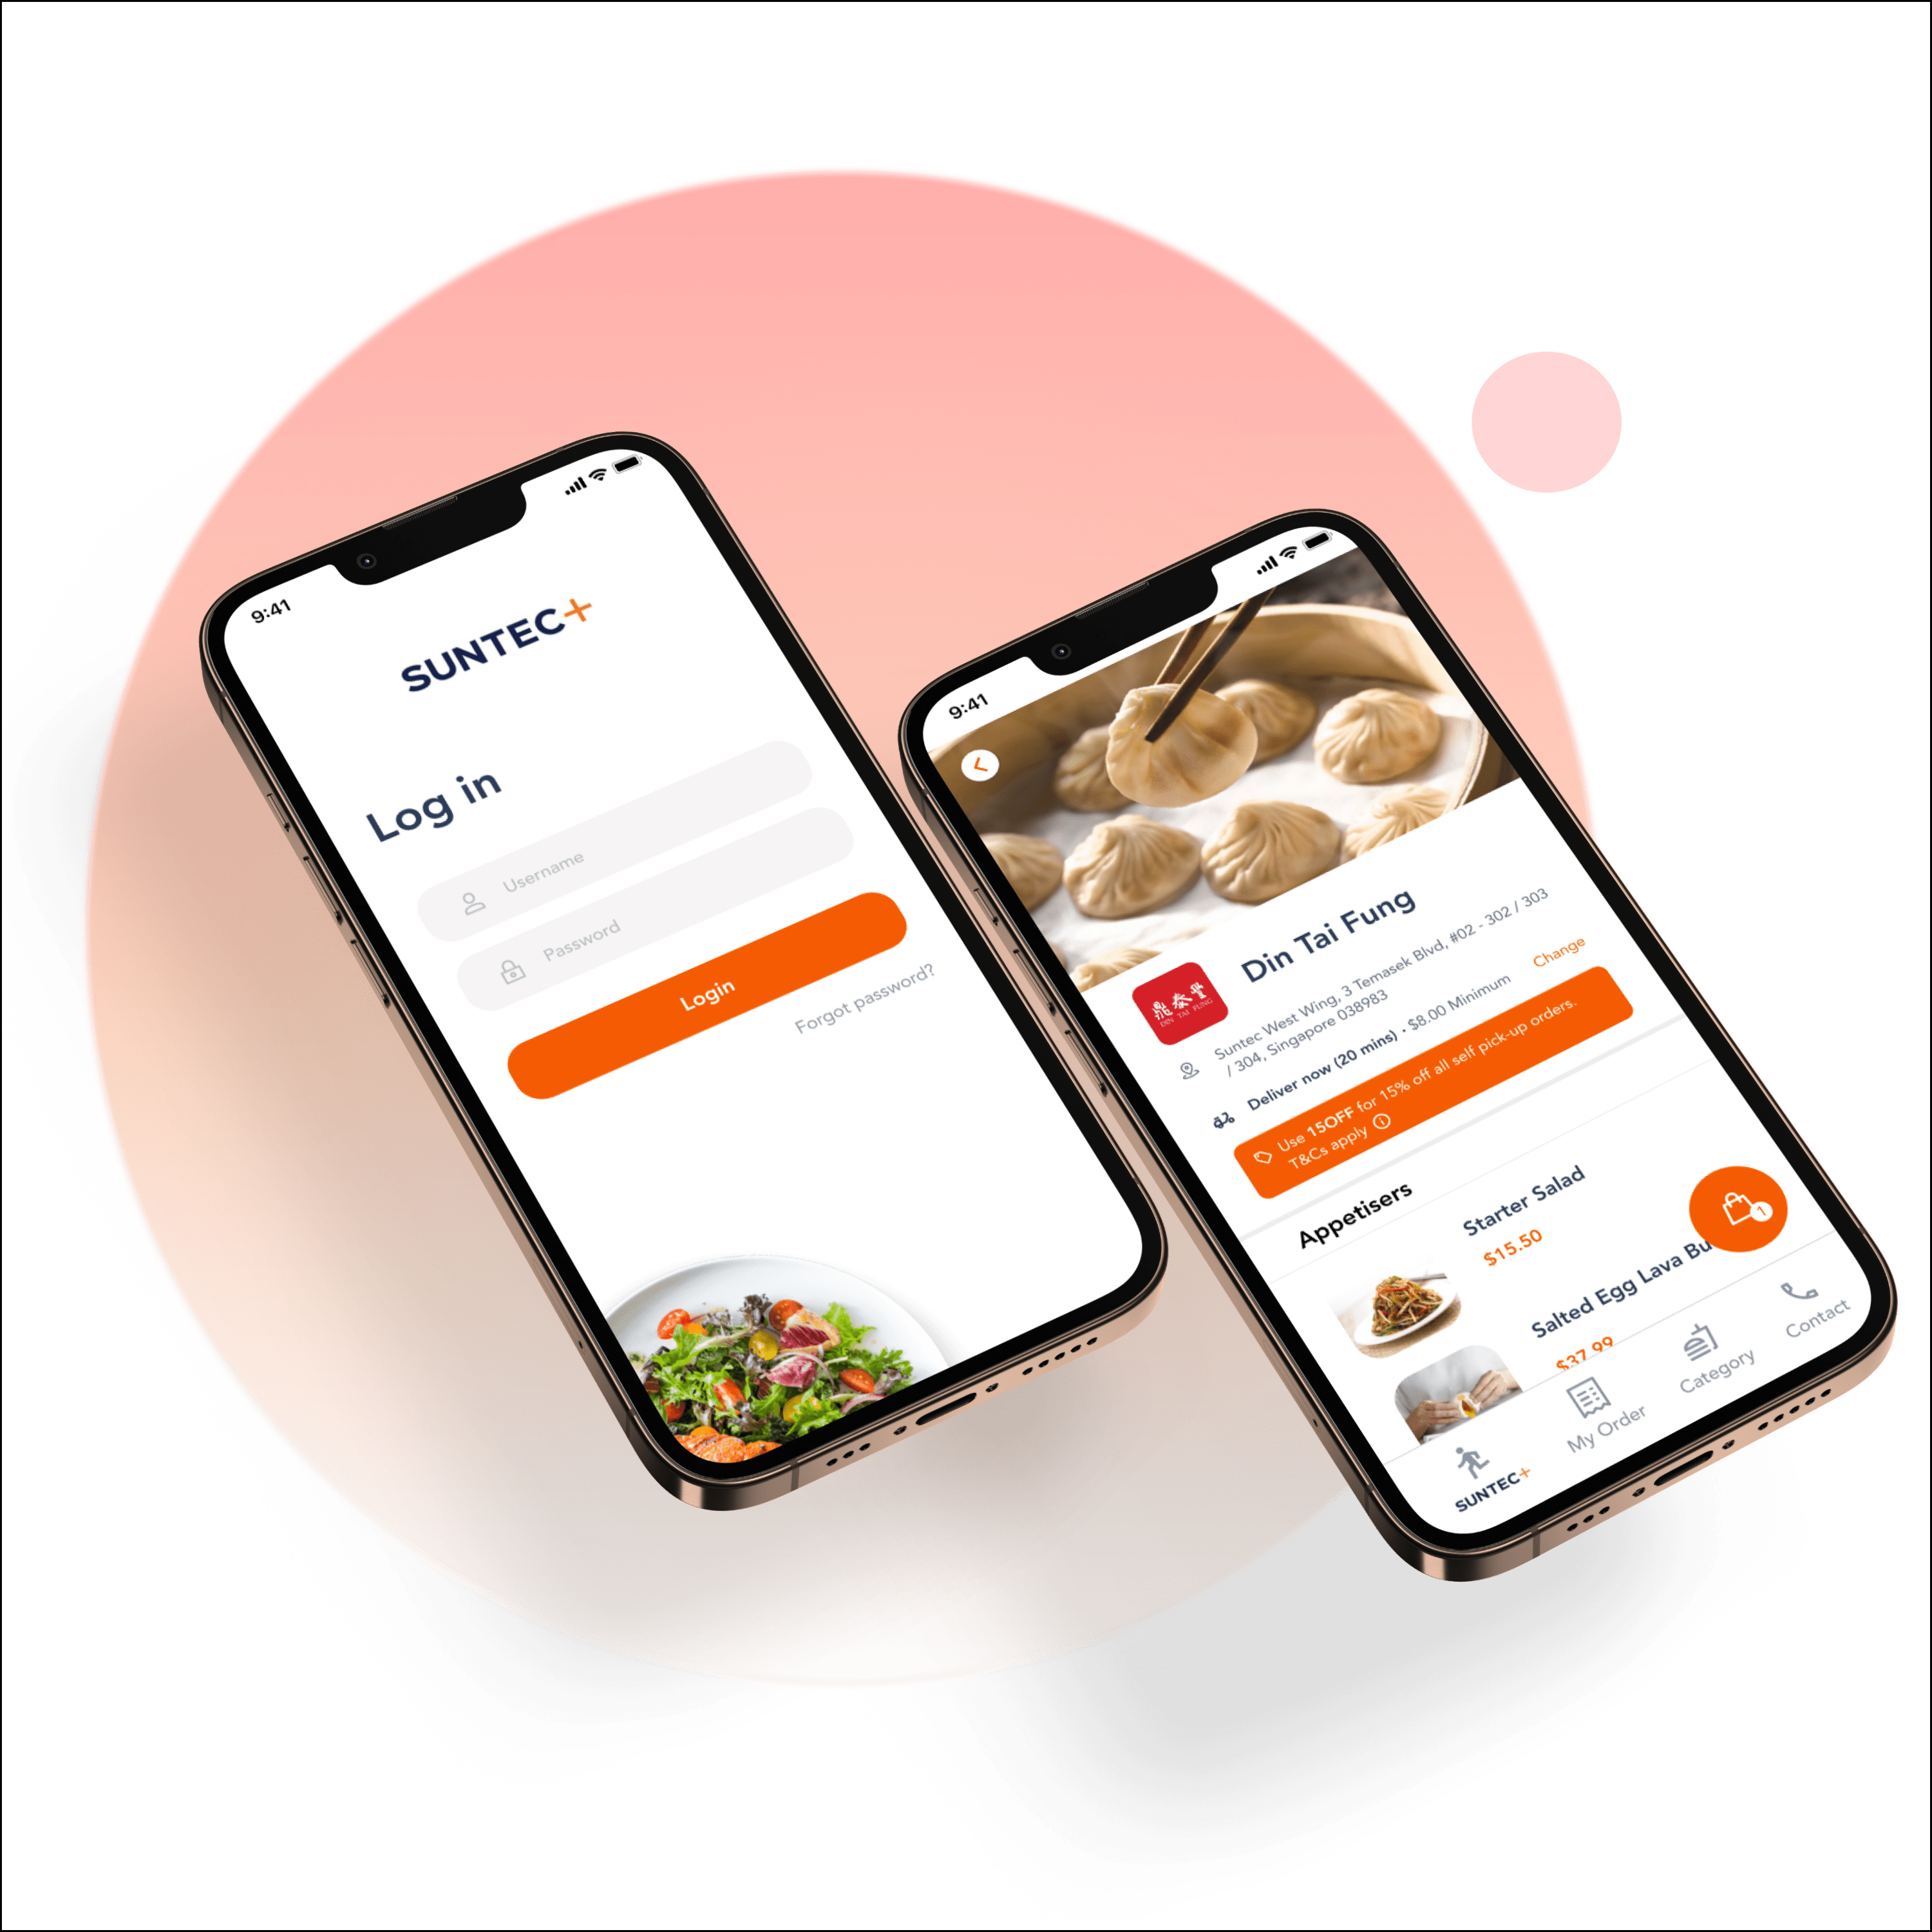 9:41
SUNTEC+
Log in
Username
Password
Login
Forgot password?
9:41
Din Tai Fung
鼎泰豐
DIN TAI FUNG
Suntec West Wing, 3 Temasek Blvd, #02 - 302 / 303
/ 304, Singapore 038983
Deliver now (20 mins) • $8.00 Minimum
Change
Use 15OFF for 15% off all self pick-up orders.
T&Cs apply
Appetisers
Starter Salad
$15.50
1
Salted Egg Lava Bu
$37.99
SUNTEC+
My Order
Category
Contact